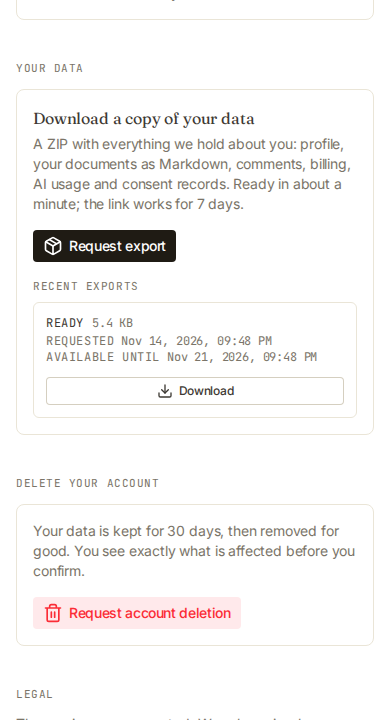 YOUR DATA
Download a copy of your data
A ZIP with everything we hold about you: profile,
your documents as Markdown, comments, billing,
AI usage and consent records. Ready in about a
minute; the link works for 7 days.
Request export
RECENT EXPORTS
READY 5.4 KB
REQUESTED Nov 14, 2026, 09:48 PM
AVAILABLE UNTIL Nov 21, 2026, 09:48 PM
Download
DELETE YOUR ACCOUNT
Your data is kept for 30 days, then removed for
good. You see exactly what is affected before you
confirm.
Request account deletion
LEGAL